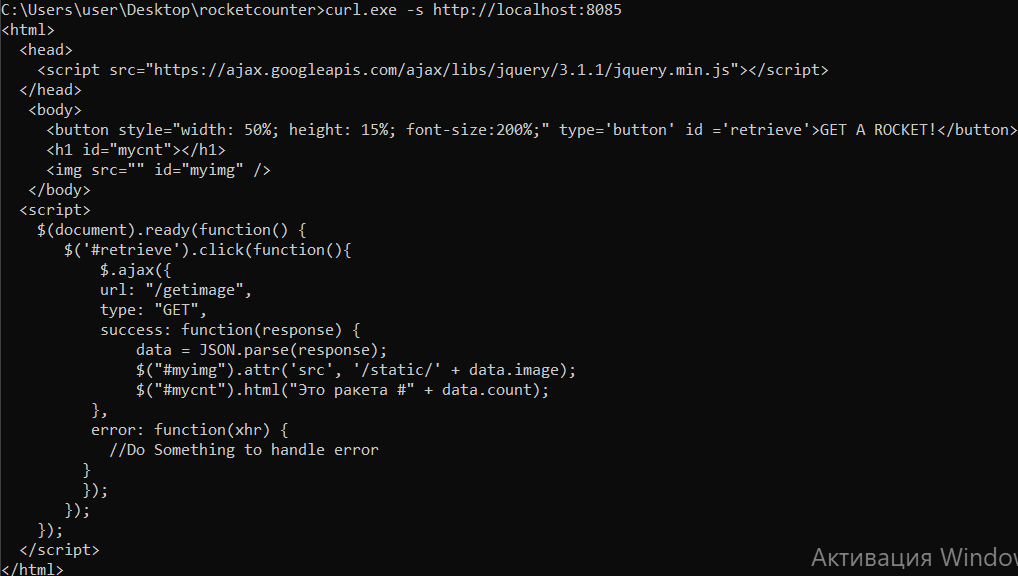 C:\Users\user\Desktop\rocketcounter>curl.exe -s http://localhost:8085
<html>
  <head>
    <script src="https://ajax.googleapis.com/ajax/libs/jquery/3.1.1/jquery.min.js"></script>
  </head>
   <body>
     <button style="width: 50%; height: 15%; font-size:200%;" type='button' id ='retrieve'>GET A ROCKET!</button>
     <h1 id="mycnt"></h1>
     <img src="" id="myimg" />
   </body>
  <script>
    $(document).ready(function() {
       $('#retrieve').click(function(){
           $.ajax({
           url: "/getimage",
           type: "GET",
           success: function(response) {
               data = JSON.parse(response);
               $("#myimg").attr('src', '/static/' + data.image);
               $("#mycnt").html("Это ракета #" + data.count);
          },
          error: function(xhr) {
            //Do Something to handle error
         }
         });
       });
    });
  </script>
</html>
Активация Window